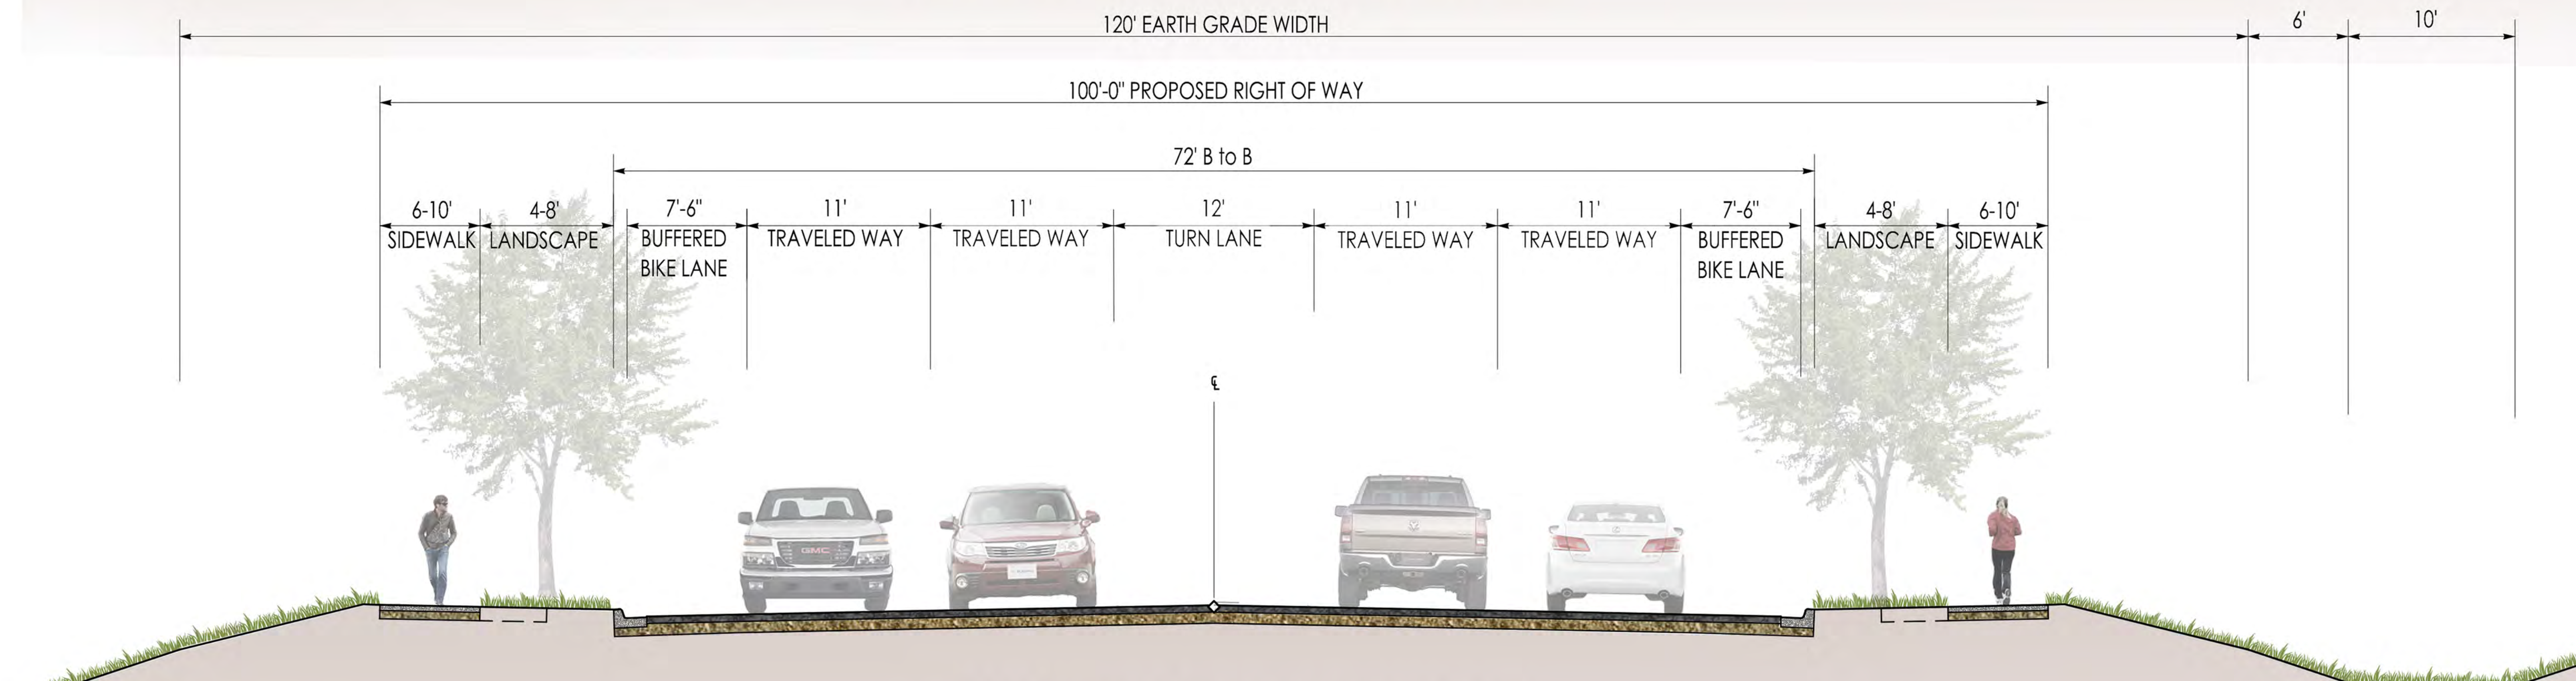 120' EARTH GRADE WIDTH
6'
10'
100'-0" PROPOSED RIGHT OF WAY
72' B to B
6-10'
SIDEWALK
4-8'
LANDSCAPE
7'-6"
BUFFERED
BIKE LANE
11'
TRAVELED WAY
11'
TRAVELED WAY
12'
TURN LANE
11'
TRAVELED WAY
11'
TRAVELED WAY
7'-6"
BUFFERED
BIKE LANE
4-8'
LANDSCAPE
6-10'
SIDEWALK
℄
GMC